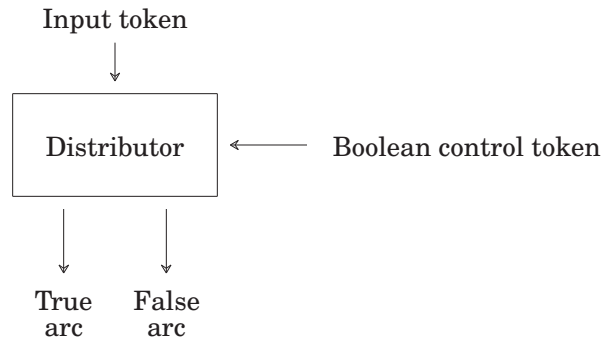 Input token
Distributor
Boolean control token
True
arc
False
arc